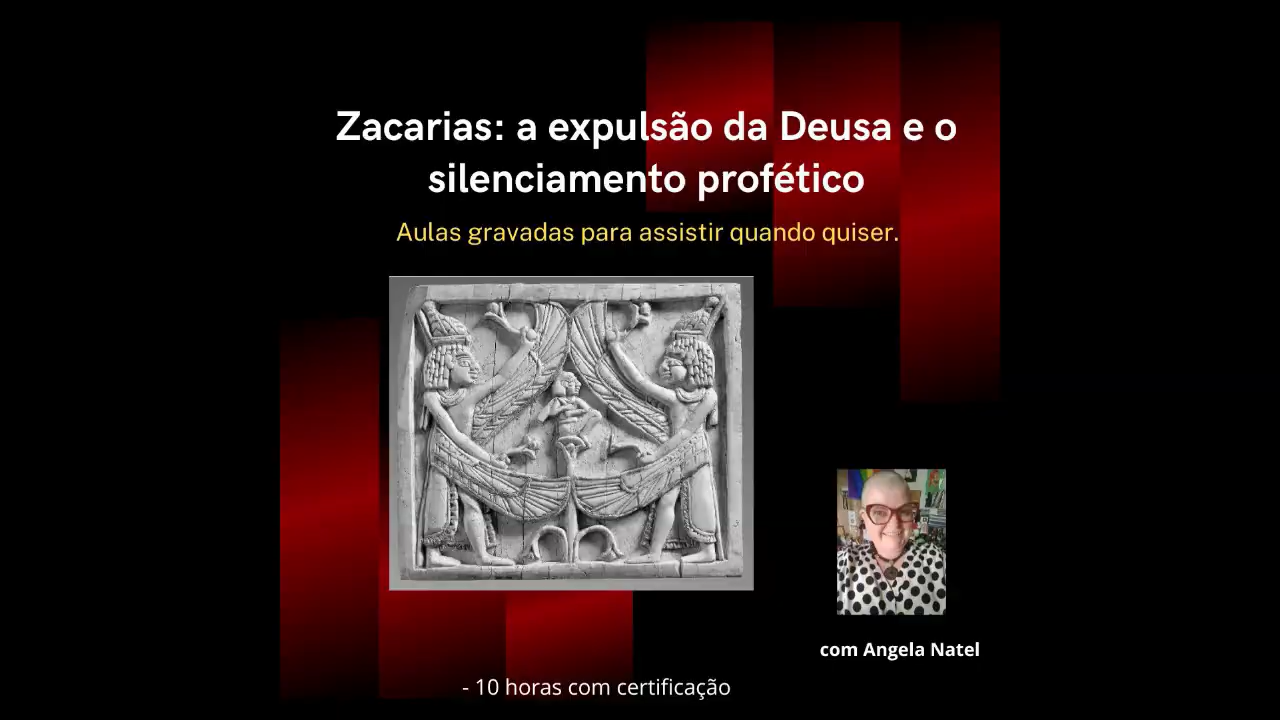 Zacarias: a expulsão da Deusa e o
silenciamento profético
Aulas gravadas para assistir quando quiser.
com Angela Natel
- 10 horas com certificação